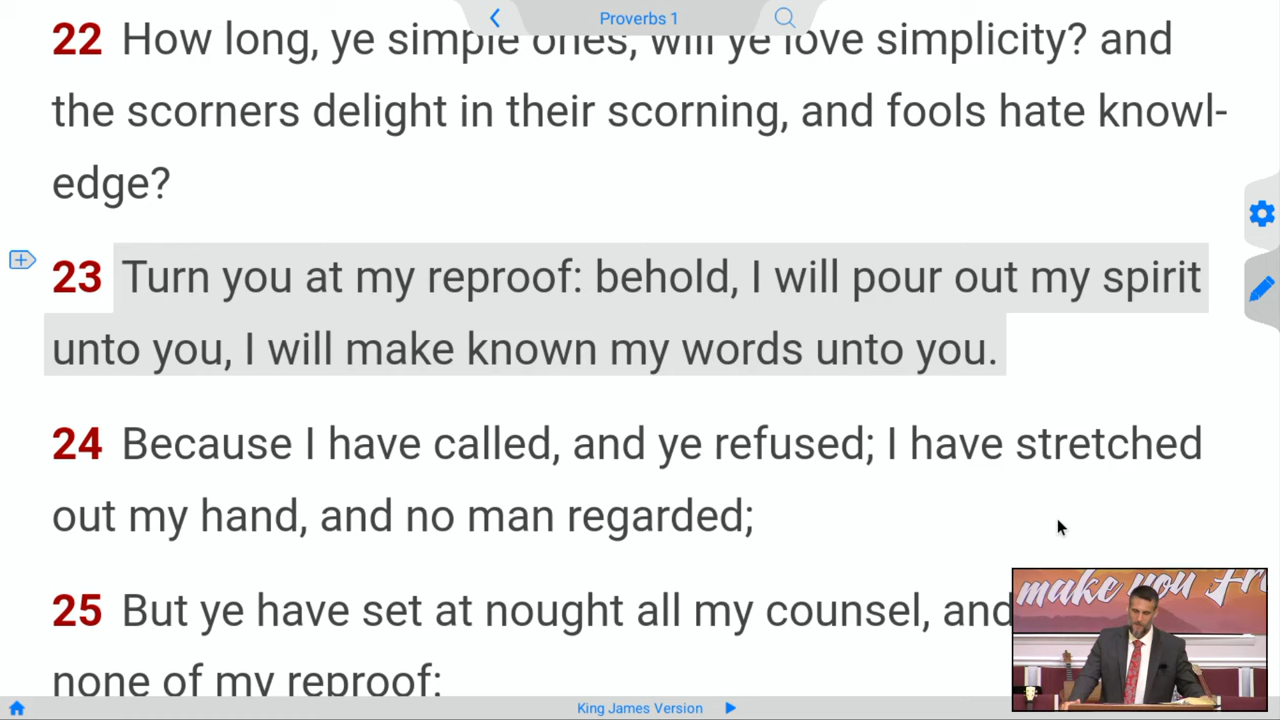 Proverbs 1
22 How long, ye simple ones, will ye love simplicity? and
the scorners delight in their scorning, and fools hate knowl-
edge?
23 Turn you at my reproof: behold, I will pour out my spirit
unto you, I will make known my words unto you.
24 Because I have called, and ye refused; I have stretched
out my hand, and no man regarded;
25 But ye have set at nought all my counsel, and
none of my reproof:
make you
King James Version